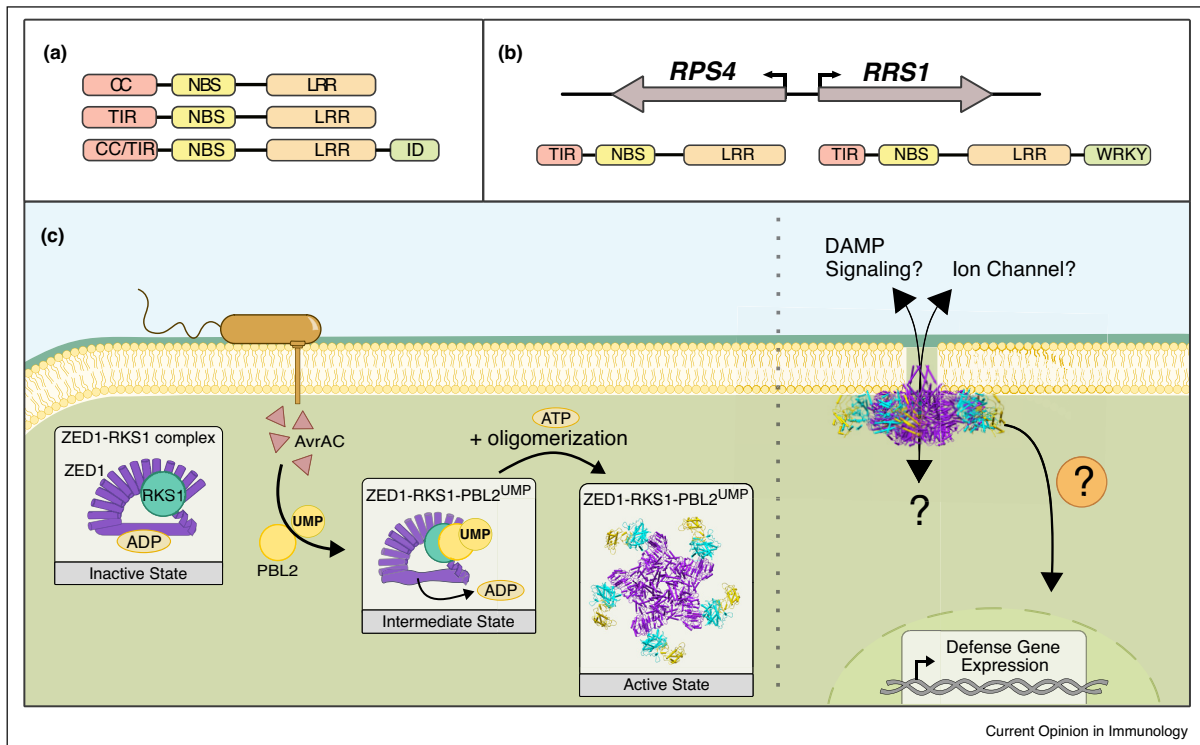 (a)
CC NBS LRR
TIR NBS LRR
CC/TIR NBS LRR ID
(b)
RPS4 RRS1
TIR NBS LRR TIR NBS LRR WRKY
(c)
DAMP
Signaling?
Ion Channel?
ZED1-RKS1 complex
ZED1
RKS1
ADP
Inactive State
AvrAC
UMP
PBL2
ZED1-RKS1-PBL2UMP
UMP
ADP
Intermediate State
ATP
+ oligomerization
ZED1-RKS1-PBL2UMP
Active State
?
?
Defense Gene
Expression
Current Opinion in Immunology